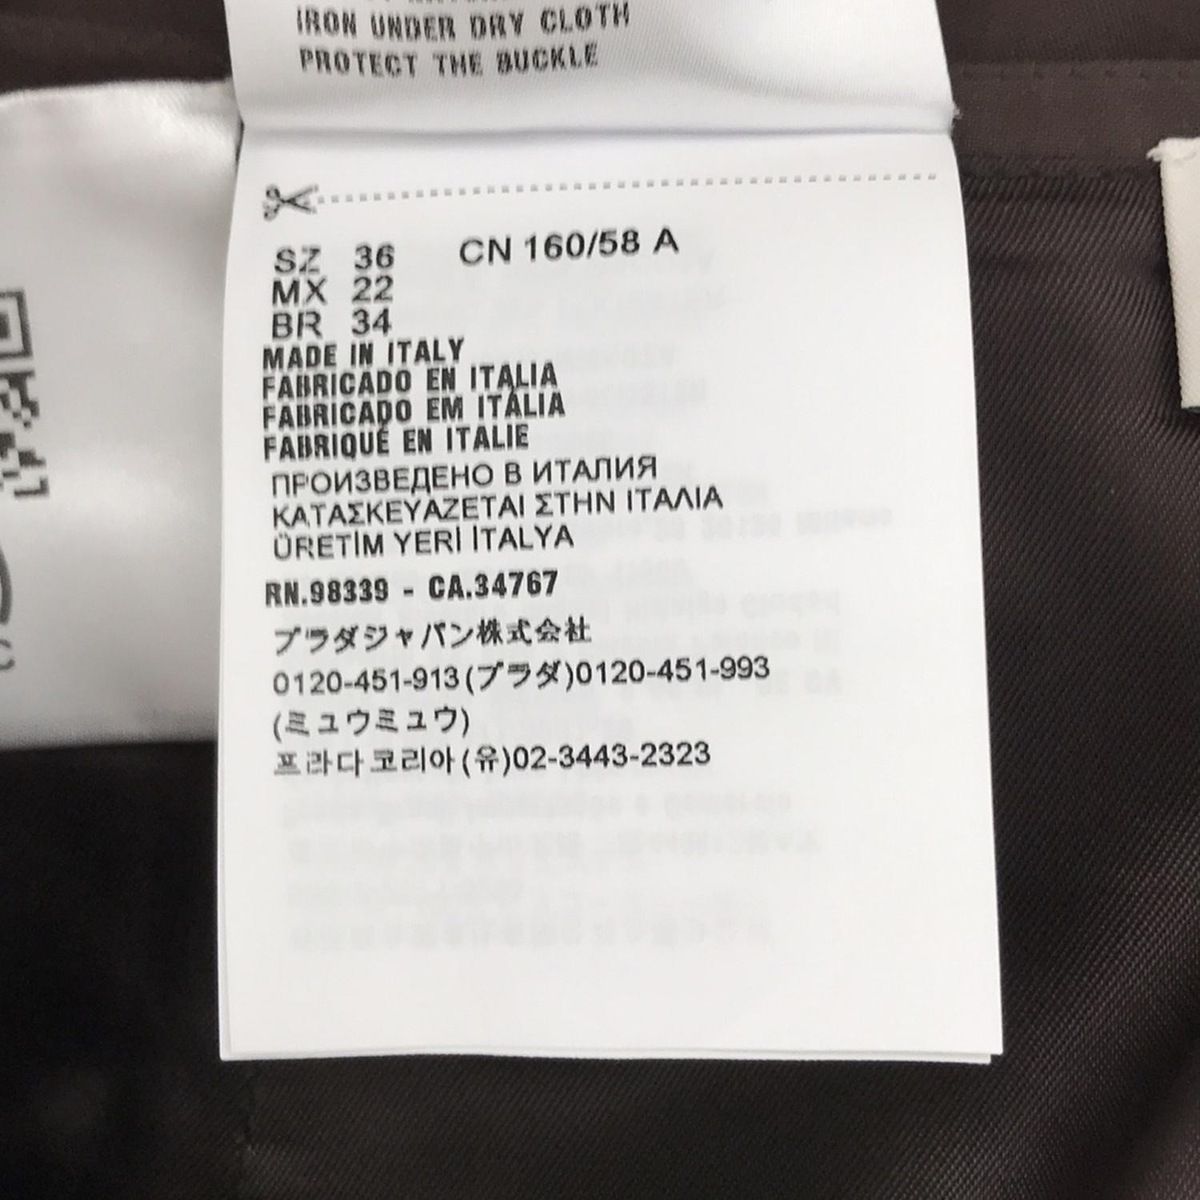 IRON UNDER DRY CLOTH
PROTECT THE BUCKLE
SZ 36 CN 160/58 A
MX 22
BR 34
MADE IN ITALY
FABRICADO EN ITALIA
FABRICADO EM ITÁLIA
FABRIQUÉ EN ITALIE
ПРОИЗВЕДЕНО В ИТАЛИЯ
ΚΑΤΑΣΚΕΥΑΖΕΤΑΙ ΣΤΗΝ ΙΤΑΛΙΑ
ÜRETİM YERİ İTALYA
RN.98339 - CA.34767
プラダジャパン株式会社
0120-451-913(プラダ)0120-451-993
(ミュウミュウ)
프라다코리아(유)02-3443-2323
C